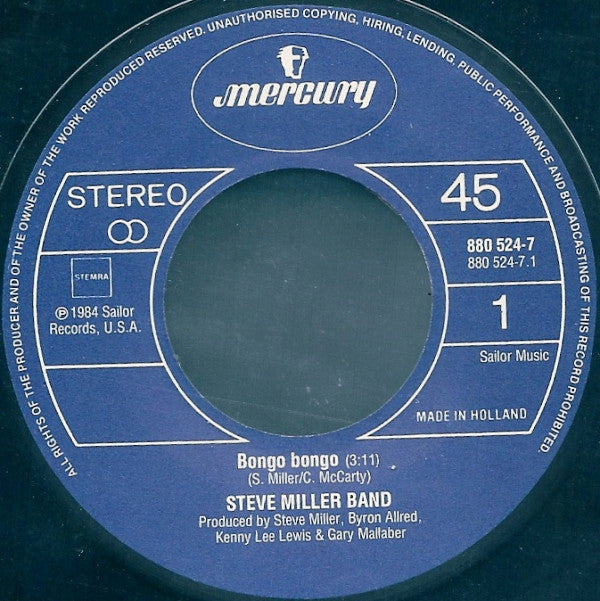 ALL RIGHTS OF THE PRODUCER AND OF THE OWNER OF THE WORK REPRODUCED RESERVED. UNAUTHORISED COPYING, HIRING, LENDING, PUBLIC PERFORMANCE AND BROADCASTING OF THIS RECORD PROHIBITED
mercury
STEREO
45
880 524-7
880 524-7.1
STEMRA
℗ 1984 Sailor
Records, U.S.A.
1
Sailor Music
MADE IN HOLLAND
Bongo bongo (3:11)
(S. Miller/C. McCarty)
STEVE MILLER BAND
Produced by Steve Miller, Byron Allred,
Kenny Lee Lewis & Gary Mallaber